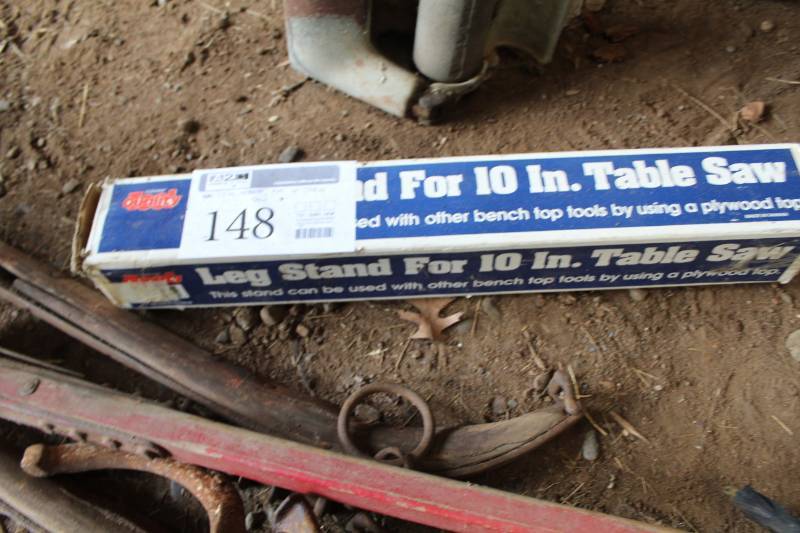 148
nd For 10 In. Table Saw
sed with other bench top tools by using a plywood top
Leg Stand For 10 In. Table Saw
This stand can be used with other bench top tools by using a plywood top.